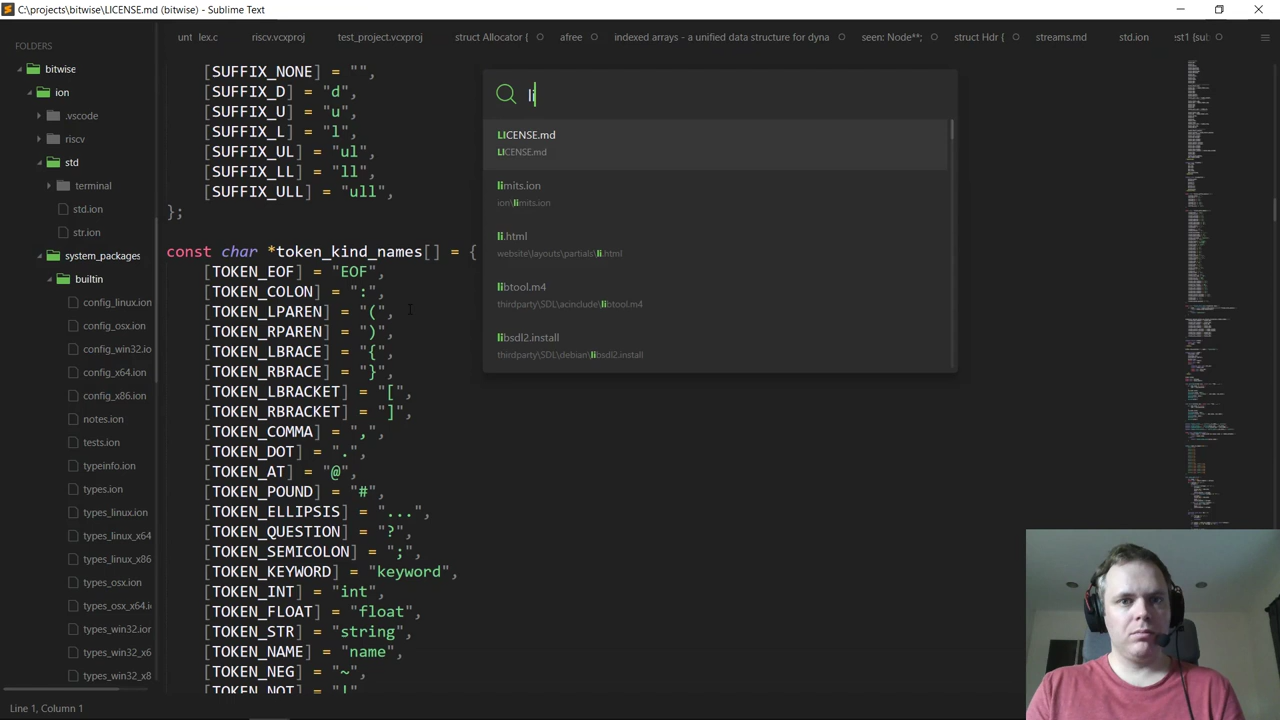 C:\projects\bitwise\LICENSE.md (bitwise) - Sublime Text
FOLDERS
bitwise
ion
.vscode
riscv
std
terminal
std.ion
str.ion
system_packages
builtin
config_linux.ion
config_osx.ion
config_win32.io
config_x64.ion
config_x86.ion
notes.ion
tests.ion
typeinfo.ion
types.ion
types_linux.ion
types_linux_x64
types_linux_x86
types_osx.ion
types_osx_x64.i
types_win32.ion
types_win32_x6
types_win32_x8
unt lex.c
riscv.vcxproj
test_project.vcxproj
struct Allocator {
afree
indexed arrays - a unified data structure for dyna
seen: Node**;
struct Hdr {
streams.md
std.ion
st1 {sub
[SUFFIX_NONE] = "",
[SUFFIX_D] = "d",
[SUFFIX_U] = "u",
[SUFFIX_L] = "l",
[SUFFIX_UL] = "ul",
[SUFFIX_LL] = "ll",
[SUFFIX_ULL] = "ull",
};
const char *token_kind_names[] = {
[TOKEN_EOF] = "EOF",
[TOKEN_COLON] = ":",
[TOKEN_LPAREN] = "(",
[TOKEN_RPAREN] = ")",
[TOKEN_LBRACE] = "{",
[TOKEN_RBRACE] = "}",
[TOKEN_LBRACKET] = "[",
[TOKEN_RBRACKET] = "]",
[TOKEN_COMMA] = ",",
[TOKEN_DOT] = ".",
[TOKEN_AT] = "@",
[TOKEN_POUND] = "#",
[TOKEN_ELLIPSIS] = "...",
[TOKEN_QUESTION] = "?",
[TOKEN_SEMICOLON] = ";",
[TOKEN_KEYWORD] = "keyword",
[TOKEN_INT] = "int",
[TOKEN_FLOAT] = "float",
[TOKEN_STR] = "string",
[TOKEN_NAME] = "name",
[TOKEN_NEG] = "~",
[TOKEN_NOT] = "!"
li
LICENSE.md
LICENSE.md
limits.ion
ion\limits.ion
li.html
website\layouts\partials\li.html
libtool.m4
thirdparty\SDL\acinclude\libtool.m4
libsdl2.install
thirdparty\SDL\debian\libsdl2.install
Line 1, Column 1